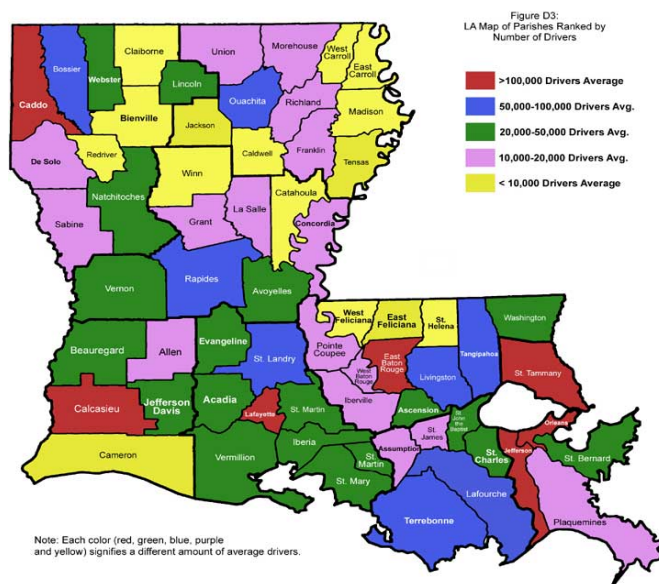 Figure D3:
LA Map of Parishes Ranked by
Number of Drivers
>100,000 Drivers Average
50,000-100,000 Drivers Avg.
20,000-50,000 Drivers Avg.
10,000-20,000 Drivers Avg.
< 10,000 Drivers Average
Caddo
Bossier
Webster
Claiborne
Lincoln
Union
Morehouse
West
Carroll
East
Carroll
Ouachita
Richland
Madison
Bienville
Jackson
De Soto
Redriver
Winn
Caldwell
Franklin
Tensas
Natchitoches
Sabine
Grant
La Salle
Catahoula
Concordia
Vernon
Rapides
Avoyelles
Beauregard
Allen
Evangeline
St. Landry
Pointe
Coupee
West
Feliciana
East
Feliciana
St.
Helena
Tangipahoa
Washington
St. Tammany
West Baton
Rouge
East
Baton
Rouge
Livingston
Calcasieu
Jefferson
Davis
Acadia
Lafayette
St. Martin
Iberville
Ascension
St. John
the
Baptist
Orleans
Cameron
Vermillion
Iberia
St.
Martin
St. Mary
Assumption
St.
James
St.
Charles
Jefferson
St. Bernard
Terrebonne
Lafourche
Plaquemines
Note: Each color (red, green, blue, purple
and yellow) signifies a different amount of average drivers.